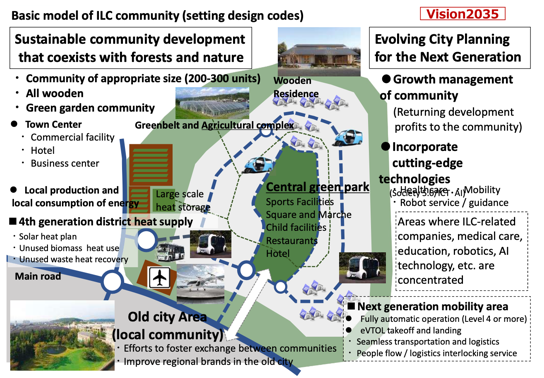 Basic model of ILC community (setting design codes)
Vision2035
Sustainable community development
that coexists with forests and nature
・ Community of appropriate size (200-300 units)
・ All wooden
・ Green garden community
● Town Center
・ Commercial facility
・ Hotel
・ Business center
● Local production and
local consumption of energy
■ 4th generation district heat supply
・ Solar heat plan
・ Unused biomass heat use
・ Unused waste heat recovery
Main road
Wooden
Residence
Greenbelt and Agricultural complex
Large scale
heat storage
Central green park
Sports Facilities
Square and Marche
Child facilities
Restaurants
Hotel
Old city Area
(local community)
・ Efforts to foster exchange between communities
・ Improve regional brands in the old city
Evolving City Planning
for the Next Generation
● Growth management
of community
(Returning development
profits to the community)
● Incorporate
cutting-edge
technologies
(Society 5.0/ICT・AI)
・ Healthcare ・ Mobility
・ Robot service / guidance
Areas where ILC-related
companies, medical care,
education, robotics, AI
technology, etc. are
concentrated
■ Next generation mobility area
● Fully automatic operation (Level 4 or more)
● eVTOL takeoff and landing
・ Seamless transportation and logistics
・ People flow / logistics interlocking service